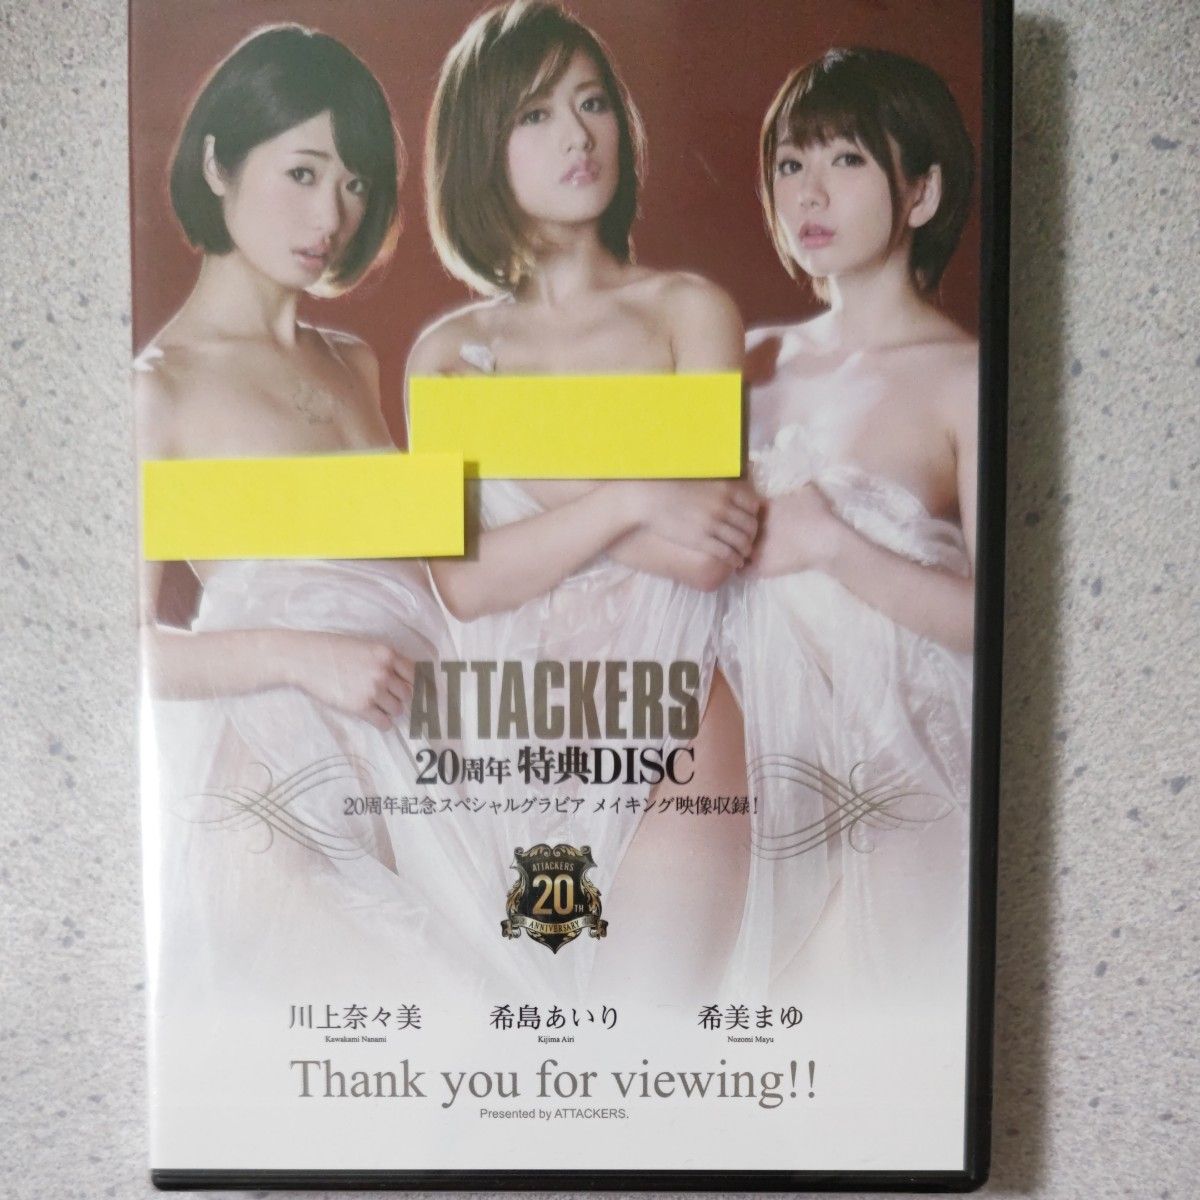 ATTACKERS
20周年 特典DISC
20周年記念スペシャルグラビア メイキング映像収録!
ATTACKERS
20TH
ANNIVERSARY
川上奈々美 希島あいり 希美まゆ
Kawakami Nanami Kijima Airi Nozomi Mayu
Thank you for viewing!!
Presented by ATTACKERS.